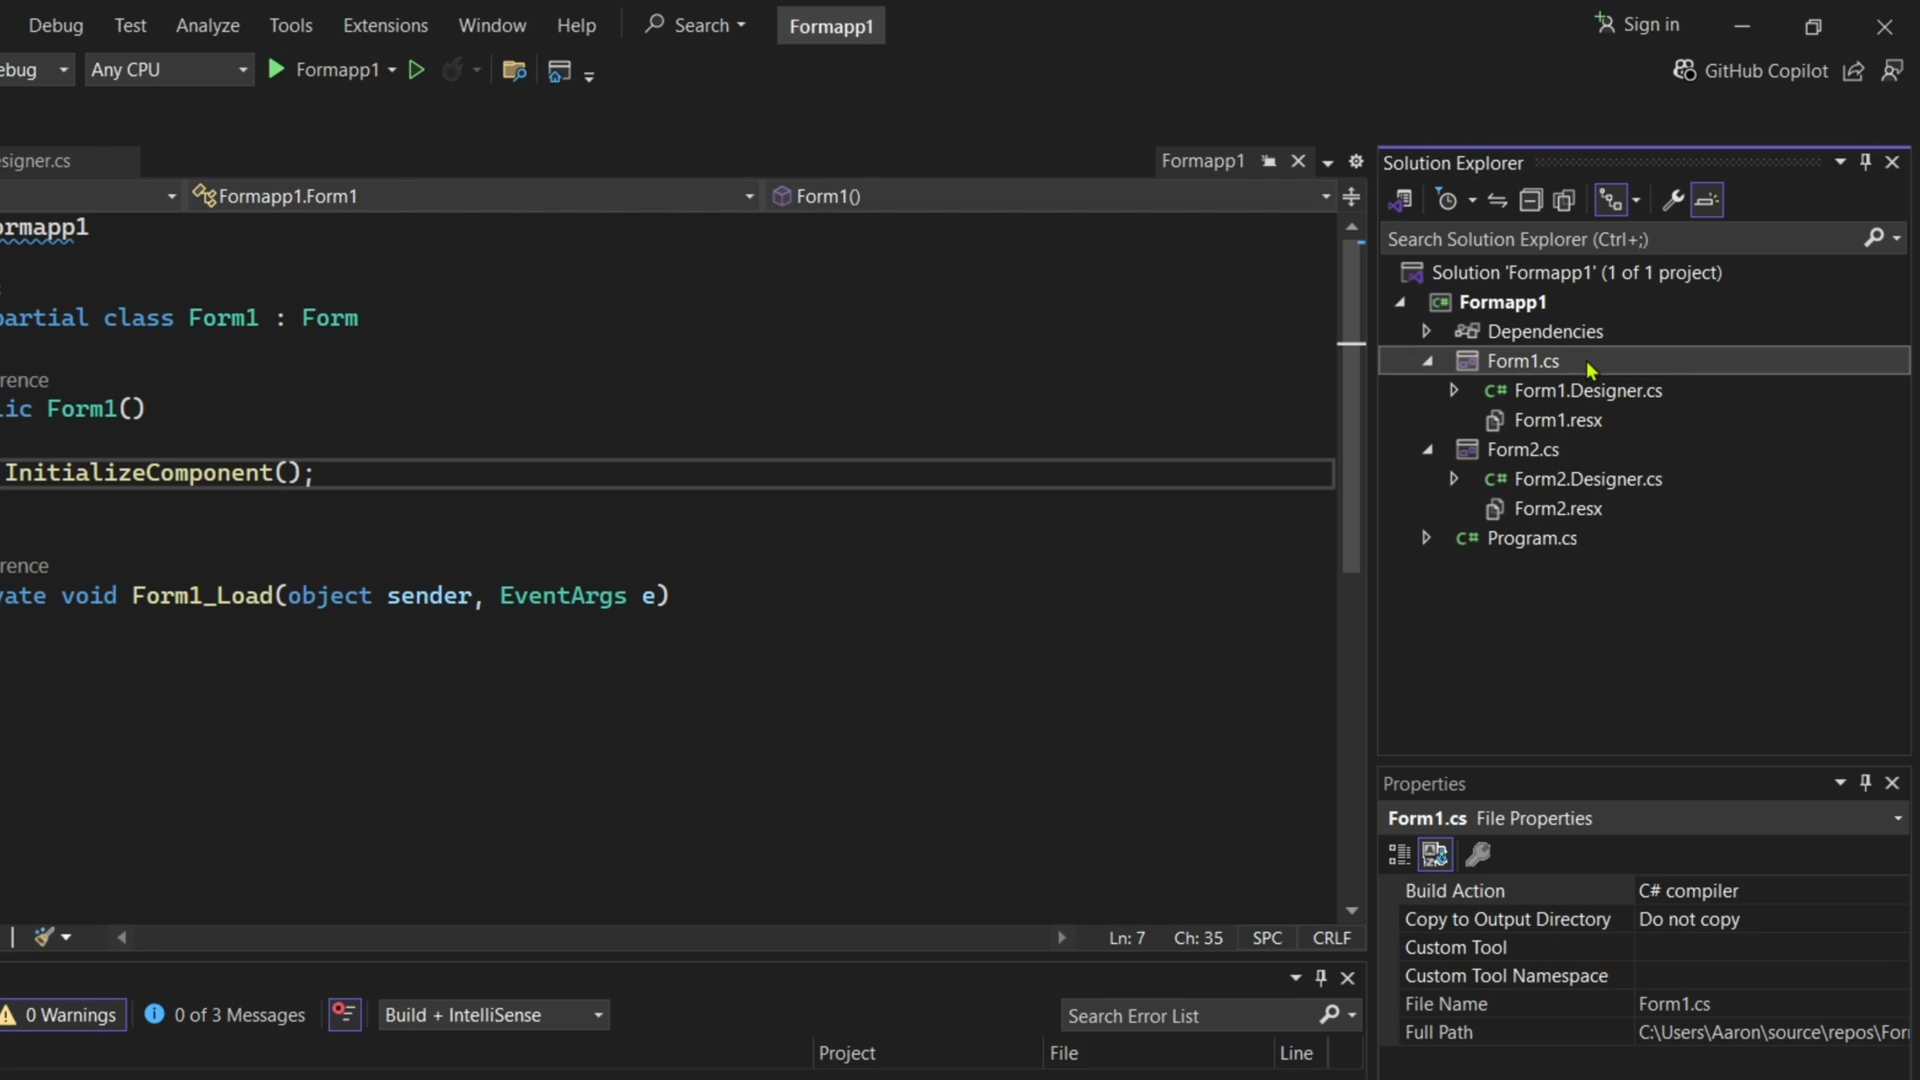 Debug Test Analyze Tools Extensions Window Help Search Formapp1 Sign in
ebug Any CPU Formapp1 GitHub Copilot
signer.cs Formapp1 Solution Explorer
Formapp1.Form1 Form1()
Search Solution Explorer (Ctrl+;)
Solution 'Formapp1' (1 of 1 project)
Formapp1
Dependencies
Form1.cs
C# Form1.Designer.cs
Form1.resx
Form2.cs
C# Form2.Designer.cs
Form2.resx
C# Program.cs
ormapp1
partial class Form1 : Form
rence
lic Form1()
InitializeComponent();
rence
vate void Form1_Load(object sender, EventArgs e)
Ln: 7 Ch: 35 SPC CRLF
0 Warnings 0 of 3 Messages Build + IntelliSense Search Error List
Project File Line
Properties
Form1.cs File Properties
Build Action C# compiler
Copy to Output Directory Do not copy
Custom Tool
Custom Tool Namespace
File Name Form1.cs
Full Path C:\Users\Aaron\source\repos\For